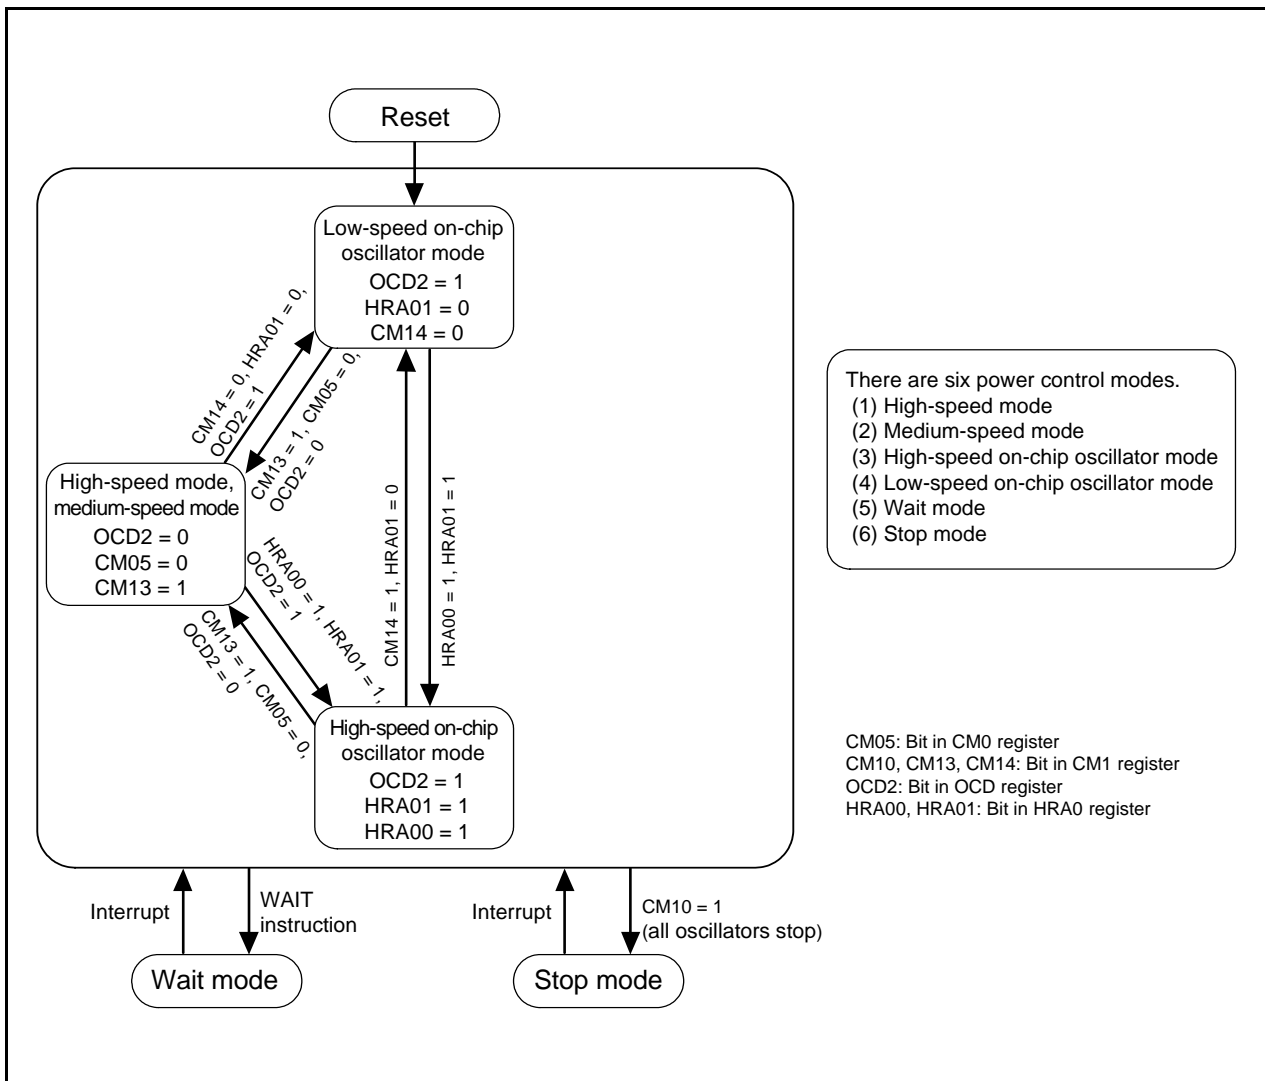 Reset
Low-speed on-chip
oscillator mode
OCD2 = 1
HRA01 = 0
CM14 = 0
CM14 = 0, HRA01 = 0,
OCD2 = 1
CM13 = 1, CM05 = 0,
OCD2 = 0
High-speed mode,
medium-speed mode
OCD2 = 0
CM05 = 0
CM13 = 1
HRA00 = 1, HRA01 = 1,
OCD2 = 1
CM13 = 1, CM05 = 0,
OCD2 = 0
CM14 = 1, HRA01 = 0
HRA00 = 1, HRA01 = 1
High-speed on-chip
oscillator mode
OCD2 = 1
HRA01 = 1
HRA00 = 1
There are six power control modes.
(1) High-speed mode
(2) Medium-speed mode
(3) High-speed on-chip oscillator mode
(4) Low-speed on-chip oscillator mode
(5) Wait mode
(6) Stop mode
CM05: Bit in CM0 register
CM10, CM13, CM14: Bit in CM1 register
OCD2: Bit in OCD register
HRA00, HRA01: Bit in HRA0 register
Interrupt
WAIT
instruction
Wait mode
Interrupt
CM10 = 1
(all oscillators stop)
Stop mode